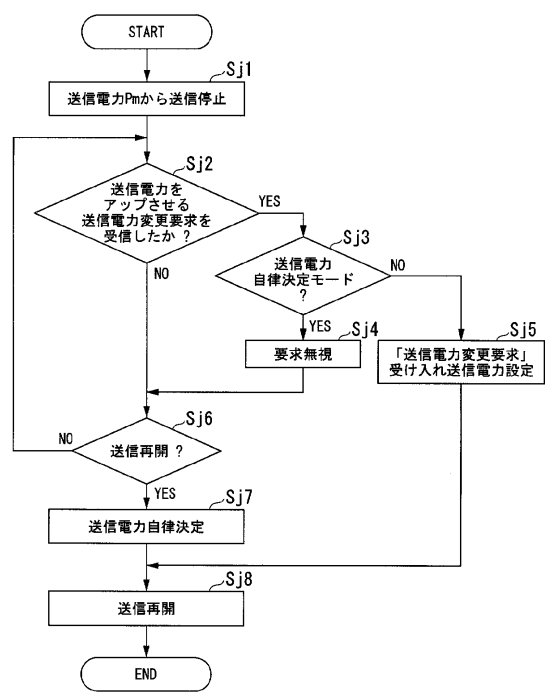 START
Sj1
送信電力Pmから送信停止
Sj2
送信電力を
アップさせる
送信電力変更要求を
受信したか ?
YES
NO
Sj3
送信電力
自律決定モード
?
NO
YES
Sj4
要求無視
Sj5
「送信電力変更要求」
受け入れ送信電力設定
Sj6
送信再開 ?
NO
YES
Sj7
送信電力自律決定
Sj8
送信再開
END